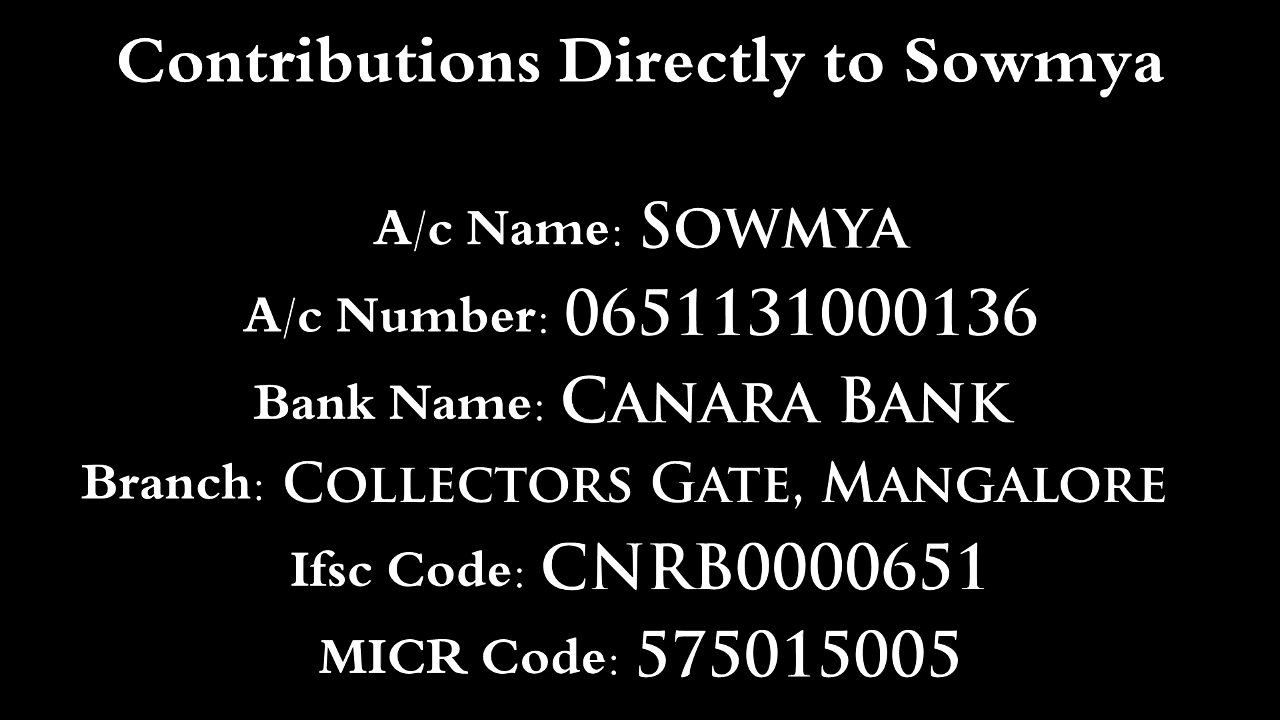 Contributions Directly to Sowmya
A/c Name: Sowmya
A/c Number: 0651131000136
Bank Name: Canara Bank
Branch: Collectors Gate, Mangalore
Ifsc Code: CNRB0000651
MICR Code: 575015005